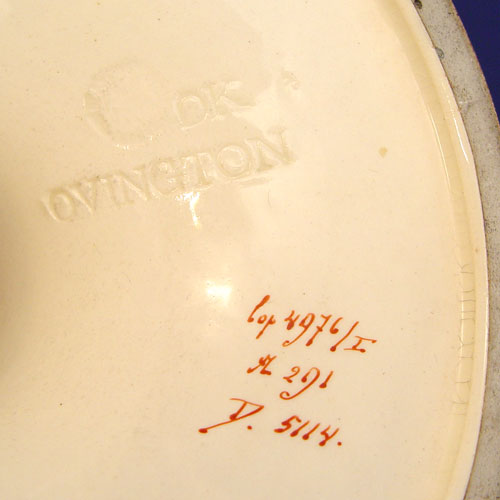 DK
OVINGTON
cop 4976/I
A 291
D. 5114.